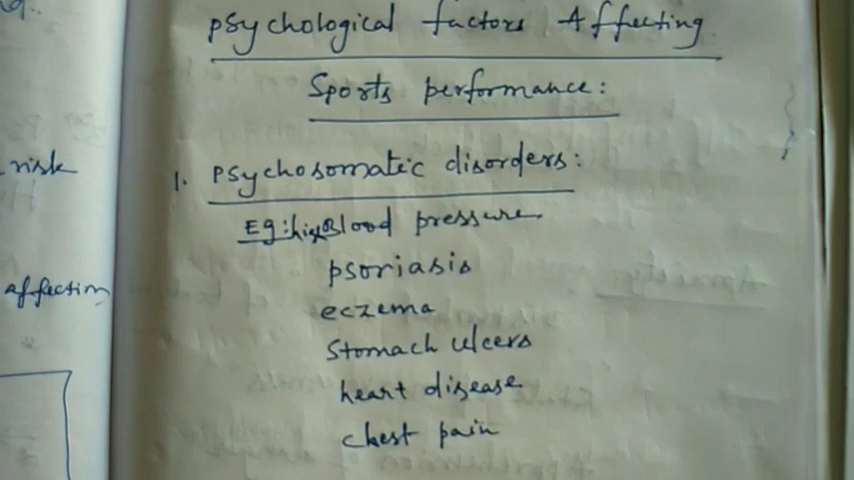 psychological factors Affecting
Sports performance:
1. psychosomatic disorders:
Eg: high Blood pressure
psoriasis
eczema
Stomach ulcers
heart disease
chest pain
risk
affection